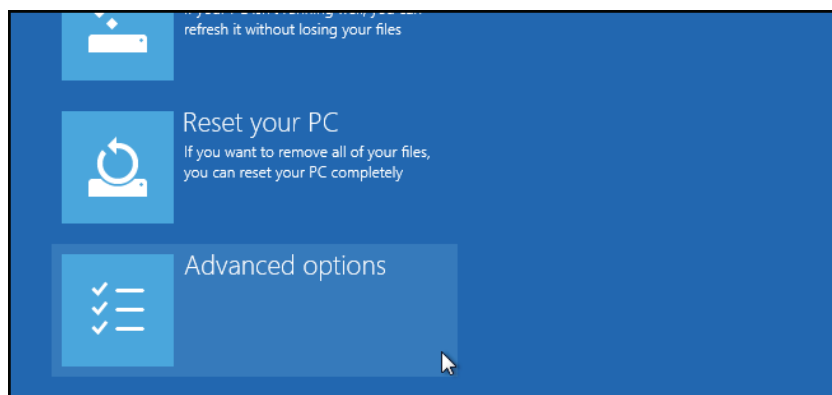 refresh it without losing your files
Reset your PC
If you want to remove all of your files,
you can reset your PC completely
Advanced options